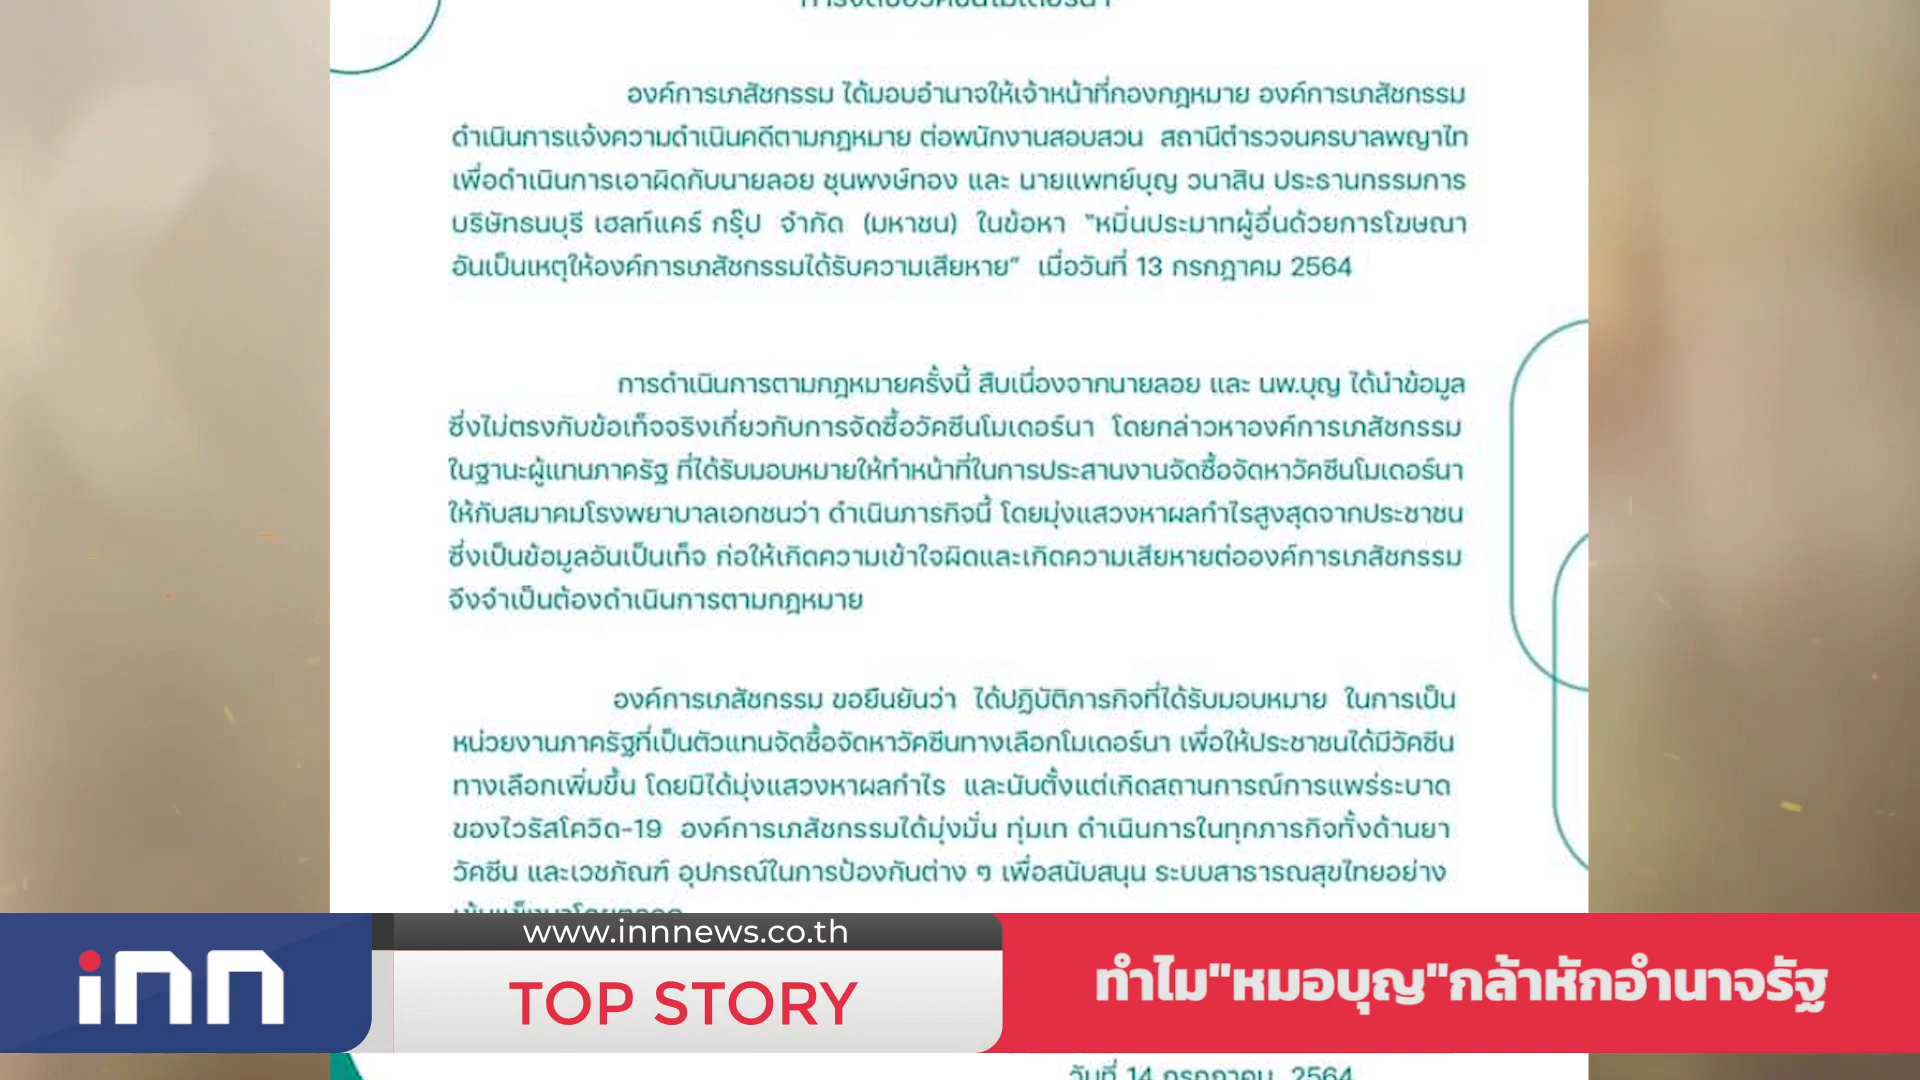 การจัดซื้อวัคซีนโมเดอร์นา
องค์การเภสัชกรรม ได้มอบอำนาจให้เจ้าหน้าที่กองกฎหมาย องค์การเภสัชกรรม
ดำเนินการแจ้งความดำเนินคดีตามกฎหมาย ต่อพนักงานสอบสวน สถานีตำรวจนครบาลพญาไท
เพื่อดำเนินการเอาผิดกับนายลอย ชุนพงษ์ทอง และ นายแพทย์บุญ วนาสิน ประธานกรรมการ
บริษัทธนบุรี เฮลท์แคร์ กรุ๊ป จำกัด (มหาชน) ในข้อหา "หมิ่นประมาทผู้อื่นด้วยการโฆษณา
อันเป็นเหตุให้องค์การเภสัชกรรมได้รับความเสียหาย" เมื่อวันที่ 13 กรกฎาคม 2564
การดำเนินการตามกฎหมายครั้งนี้ สืบเนื่องจากนายลอย และ นพ.บุญ ได้นำข้อมูล
ซึ่งไม่ตรงกับข้อเท็จจริงเกี่ยวกับการจัดซื้อวัคซีนโมเดอร์นา โดยกล่าวหาองค์การเภสัชกรรม
ในฐานะผู้แทนภาครัฐ ที่ได้รับมอบหมายให้ทำหน้าที่ในการประสานงานจัดซื้อจัดหาวัคซีนโมเดอร์นา
ให้กับสมาคมโรงพยาบาลเอกชนว่า ดำเนินภารกิจนี้ โดยมุ่งแสวงหาผลกำไรสูงสุดจากประชาชน
ซึ่งเป็นข้อมูลอันเป็นเท็จ ก่อให้เกิดความเข้าใจผิดและเกิดความเสียหายต่อองค์การเภสัชกรรม
จึงจำเป็นต้องดำเนินการตามกฎหมาย
องค์การเภสัชกรรม ขอยืนยันว่า ได้ปฏิบัติภารกิจที่ได้รับมอบหมาย ในการเป็น
หน่วยงานภาครัฐที่เป็นตัวแทนจัดซื้อจัดหาวัคซีนทางเลือกโมเดอร์นา เพื่อให้ประชาชนได้มีวัคซีน
ทางเลือกเพิ่มขึ้น โดยมิได้มุ่งแสวงหาผลกำไร และนับตั้งแต่เกิดสถานการณ์การแพร่ระบาด
ของไวรัสโควิด-19 องค์การเภสัชกรรมได้มุ่งมั่น ทุ่มเท ดำเนินการในทุกภารกิจทั้งด้านยา
วัคซีน และเวชภัณฑ์ อุปกรณ์ในการป้องกันต่าง ๆ เพื่อสนับสนุน ระบบสาธารณสุขไทยอย่าง
www.innnews.co.th
inn
TOP STORY
ทำไม"หมอบุญ"กล้าหักอำนาจรัฐ
วันที่ 14 กรกฎาคม 2564